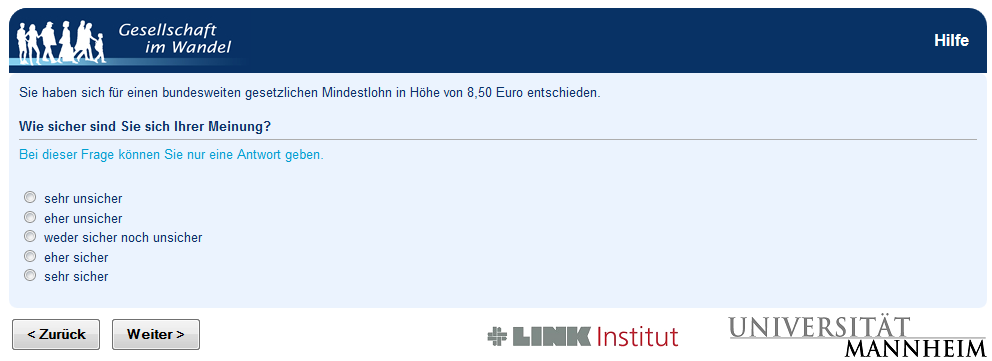 Gesellschaft
im Wandel
Hilfe
Sie haben sich für einen bundesweiten gesetzlichen Mindestlohn in Höhe von 8,50 Euro entschieden.
Wie sicher sind Sie sich Ihrer Meinung?
Bei dieser Frage können Sie nur eine Antwort geben.
sehr unsicher
eher unsicher
weder sicher noch unsicher
eher sicher
sehr sicher
< Zurück
Weiter >
LINK Institut
UNIVERSITÄT
MANNHEIM